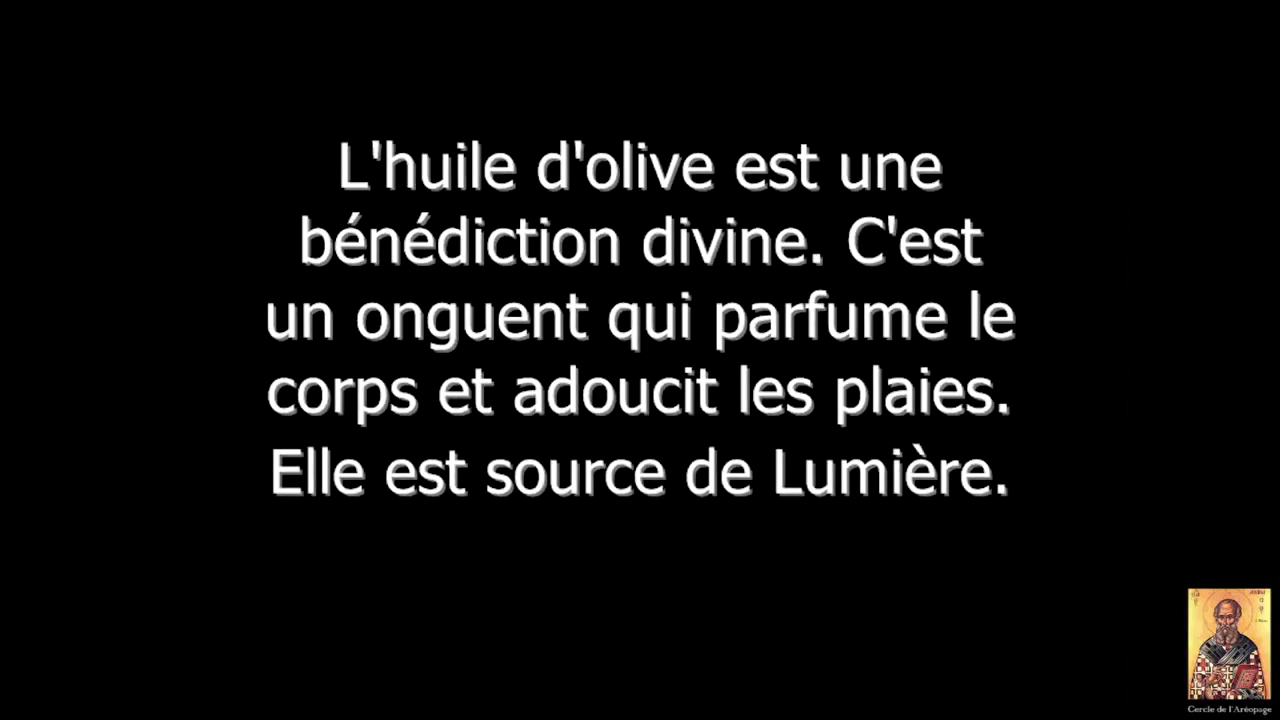 L'huile d'olive est une
bénédiction divine. C'est
un onguent qui parfume le
corps et adoucit les plaies.
Elle est source de Lumière.
Cercle de l'Aréopage